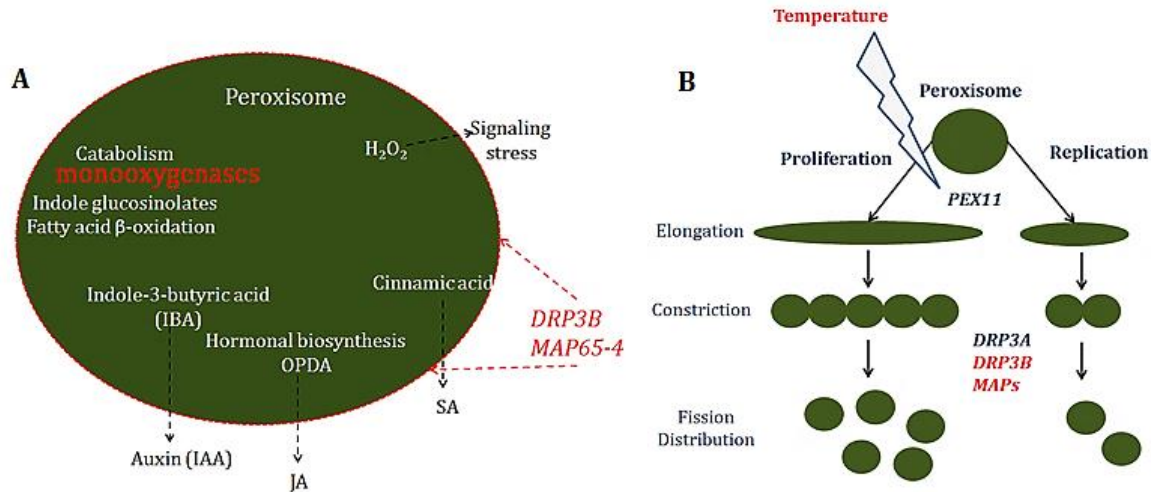 A
Peroxisome
H₂O₂
Signaling
stress
Catabolism
monooxygenases
Indole glucosinolates
Fatty acid β-oxidation
Indole-3-butyric acid
(IBA)
Cinnamic acid
Hormonal biosynthesis
OPDA
DRP3B
MAP65-4
SA
Auxin (IAA)
JA
Temperature
B
Peroxisome
Proliferation
Replication
PEX11
Elongation
Constriction
DRP3A
DRP3B
MAPs
Fission
Distribution